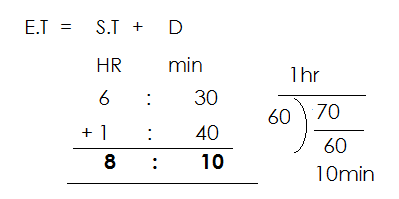 E.T = S.T + D
HR min
6 : 30
+ 1 : 40
8 : 10
1hr
60 70
60
10min